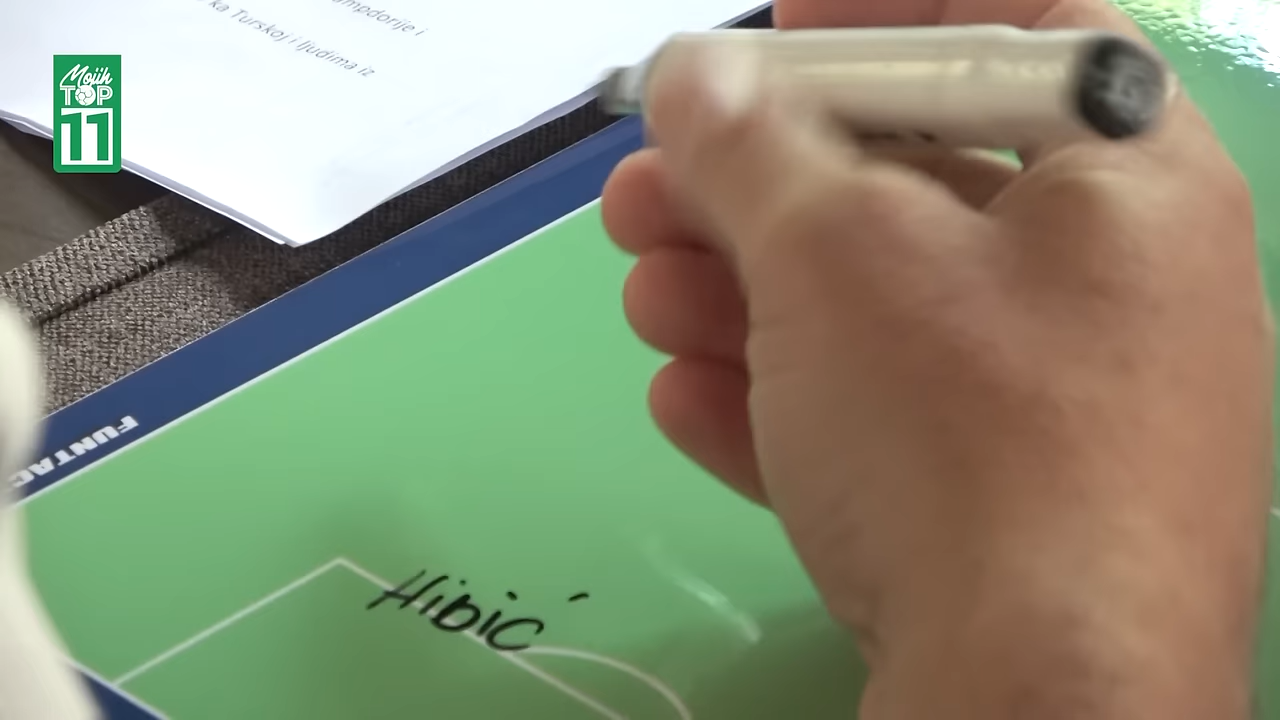 Mojih
TOP
11
ampdorije i
ka Turskoj i ljudima iz
FUNTAC
Hibić